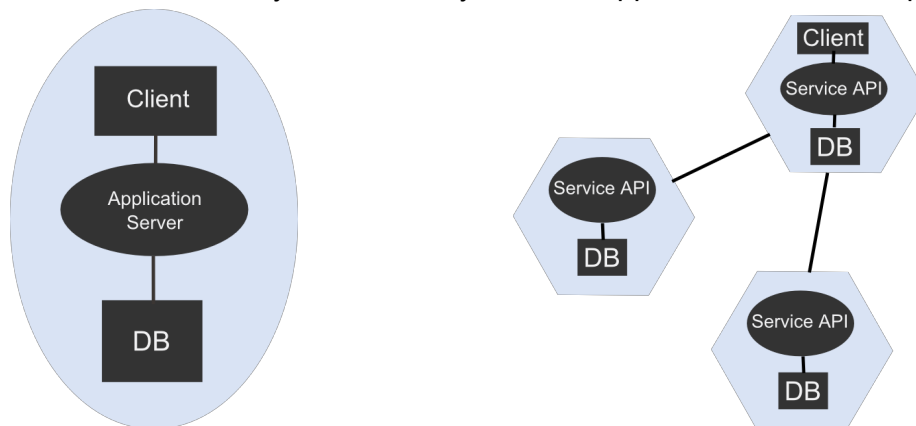 Client
Application
Server
DB
Client
Service API
DB
Service API
DB
Service API
DB